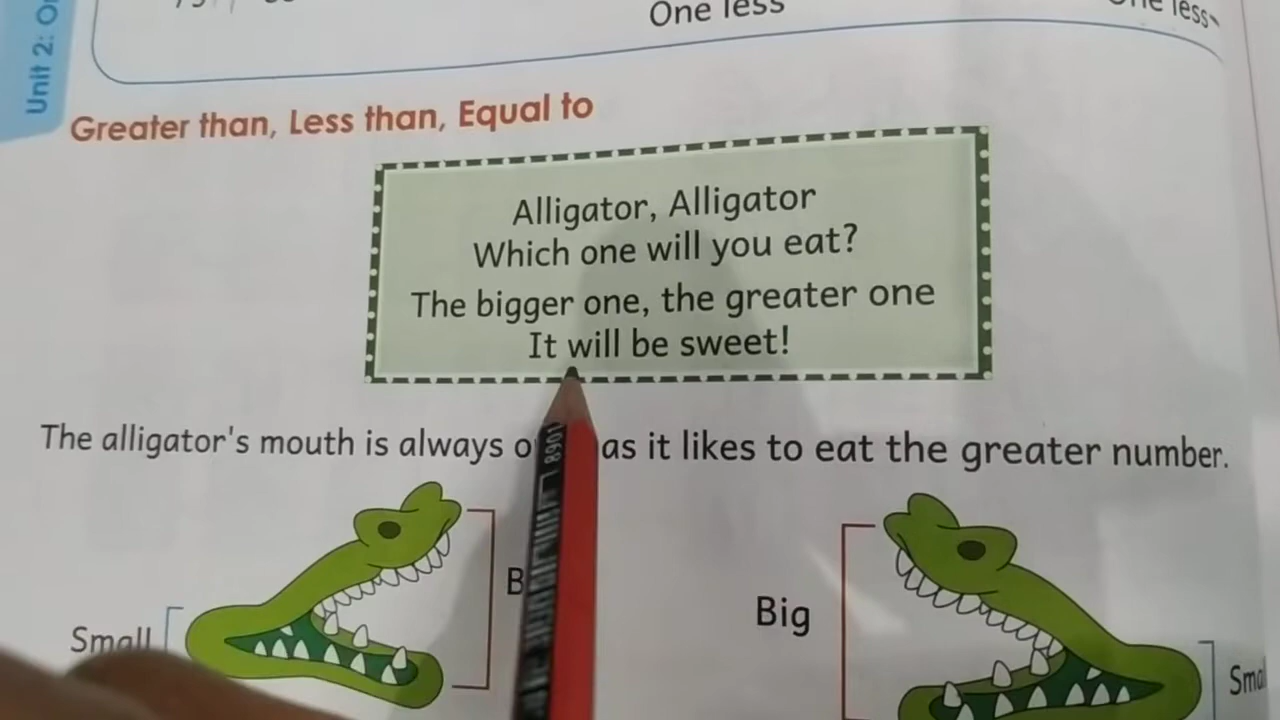 One less
less
Unit 2:
Greater than, Less than, Equal to
Alligator, Alligator
Which one will you eat?
The bigger one, the greater one
It will be sweet!
The alligator's mouth is always as it likes to eat the greater number.
Small
Big